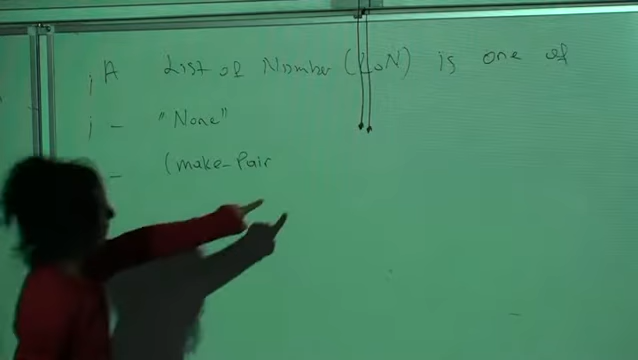 ; A List of Number (LoN) is one of
; - "None"
- (make-Pair